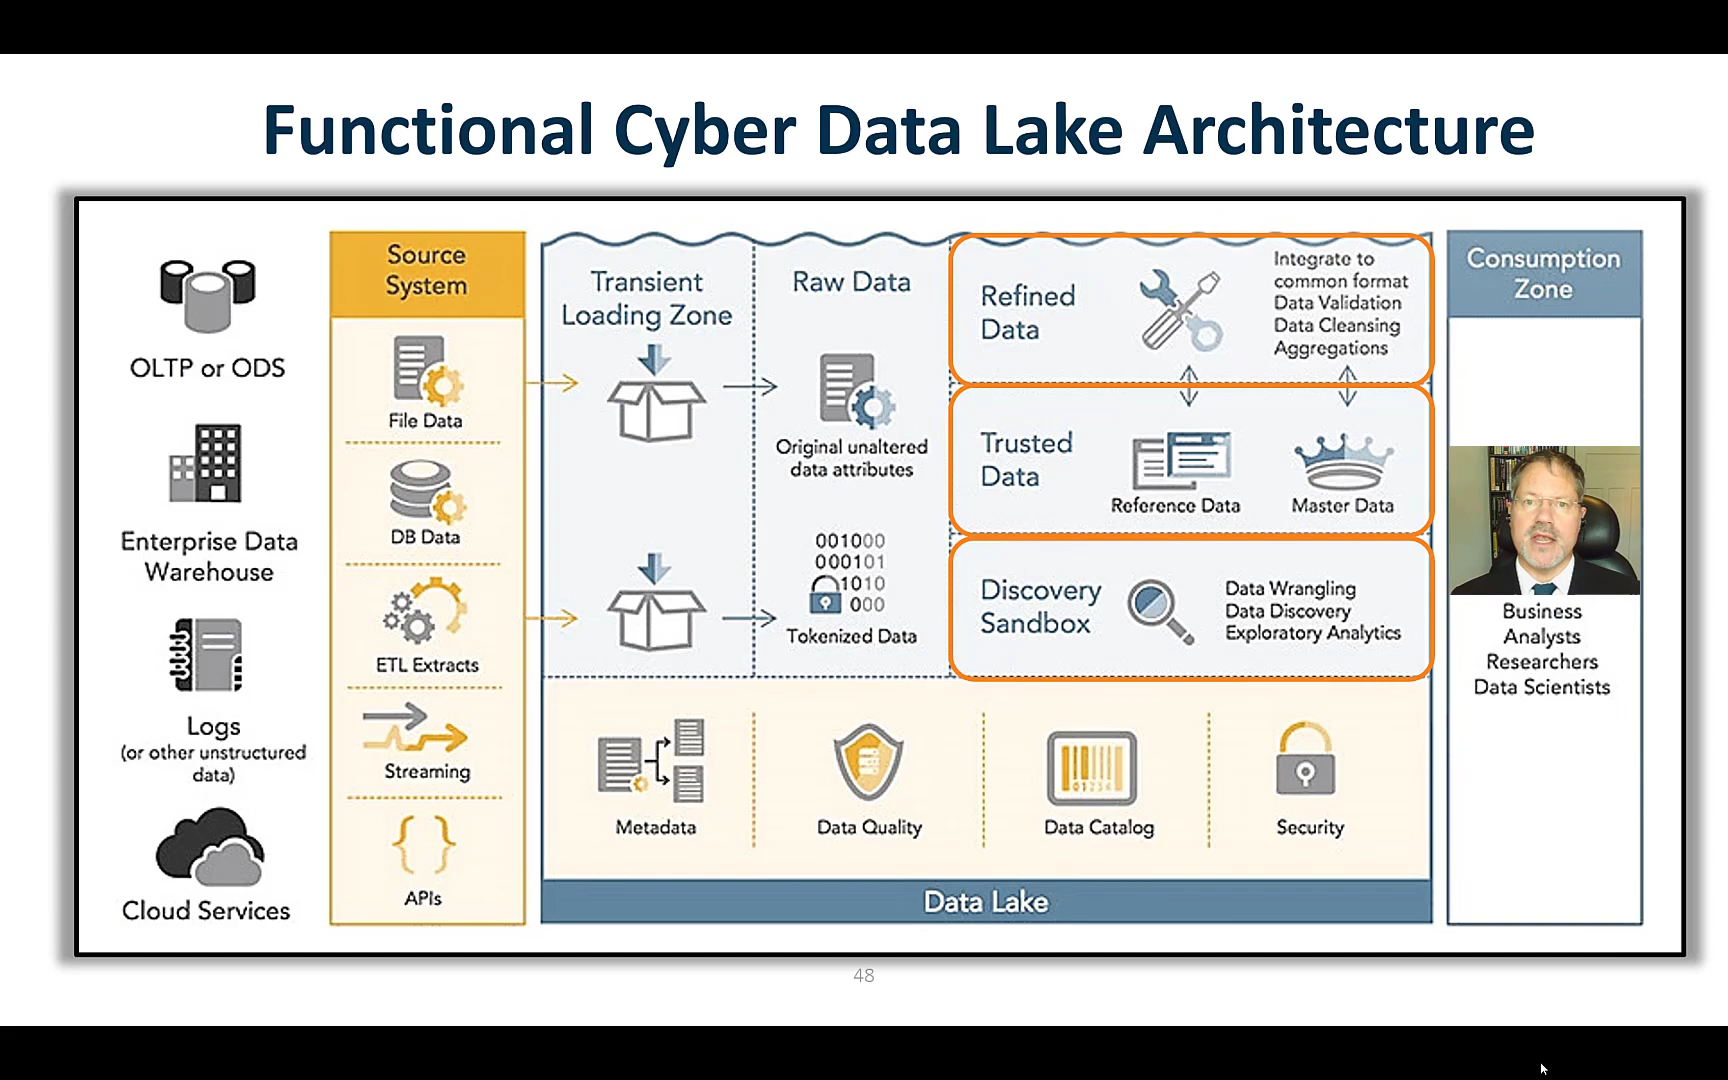 Functional Cyber Data Lake Architecture
OLTP or ODS
Enterprise Data
Warehouse
Logs
(or other unstructured
data)
Cloud Services
Source
System
File Data
DB Data
ETL Extracts
Streaming
APIs
Transient
Loading Zone
Raw Data
Original unaltered
data attributes
001000
000101
1010
000
Tokenized Data
Refined
Data
Integrate to
common format
Data Validation
Data Cleansing
Aggregations
Trusted
Data
Reference Data
Master Data
Discovery
Sandbox
Data Wrangling
Data Discovery
Exploratory Analytics
Metadata
Data Quality
01234
Data Catalog
Security
Data Lake
Consumption
Zone
Business
Analysts
Researchers
Data Scientists
48